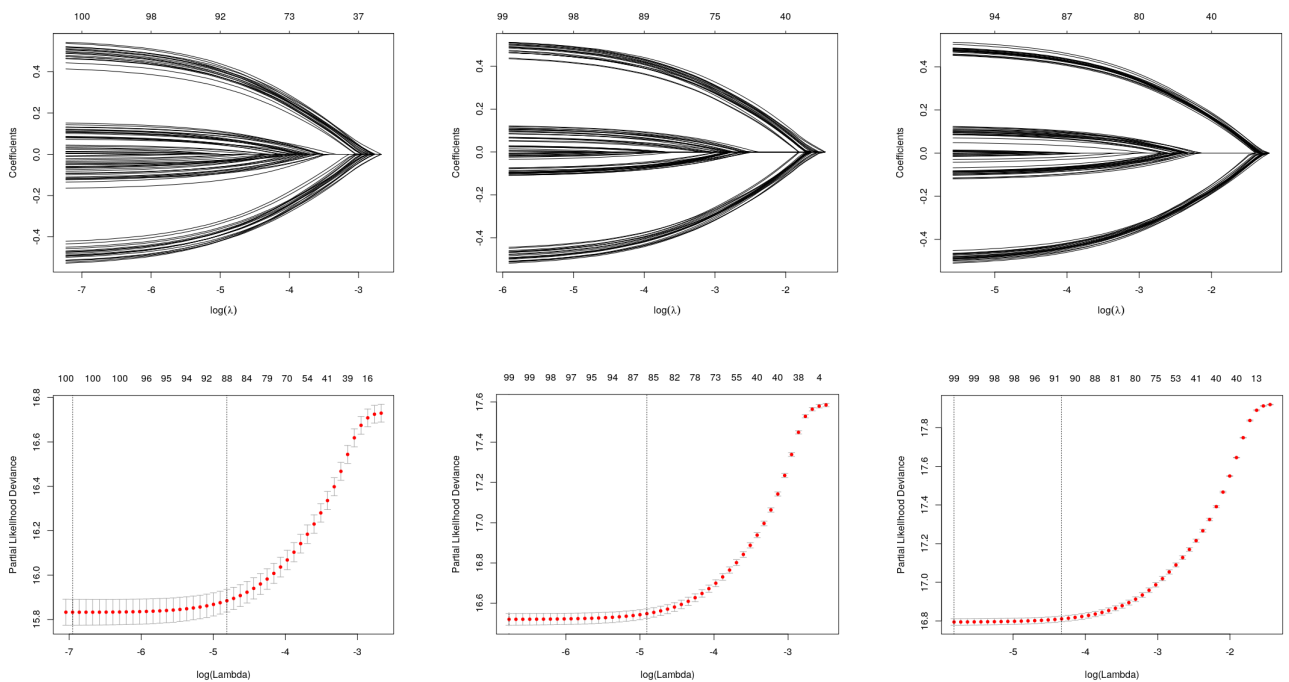 100 98 92 73 37
Coefficients
0.4
0.2
0.0
-0.2
-0.4
-7 -6 -5 -4 -3
log(λ)
99 98 89 75 40
Coefficients
0.4
0.2
0.0
-0.2
-0.4
-6 -5 -4 -3 -2
log(λ)
94 87 80 40
Coefficients
0.4
0.2
0.0
-0.2
-0.4
-5 -4 -3 -2
log(λ)
100 100 100 96 95 94 92 88 84 79 70 54 41 39 16
Partial Likelihood Deviance
16.8
16.6
16.4
16.2
16.0
15.8
-7 -6 -5 -4 -3
log(Lambda)
99 99 98 97 95 94 87 85 82 78 73 55 40 40 38 4
Partial Likelihood Deviance
17.6
17.4
17.2
17.0
16.8
16.6
-6 -5 -4 -3
log(Lambda)
99 99 98 98 96 91 90 88 81 80 75 53 41 40 40 13
Partial Likelihood Deviance
17.8
17.6
17.4
17.2
17.0
16.8
-5 -4 -3 -2
log(Lambda)